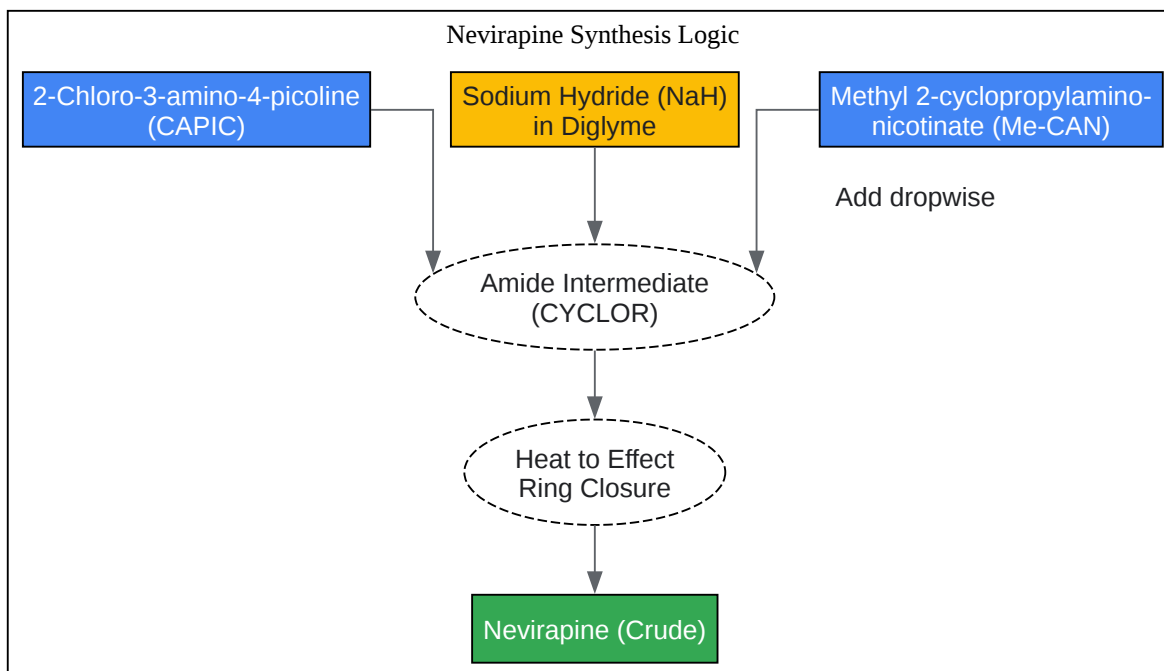 Nevirapine Synthesis Logic
2-Chloro-3-amino-4-picoline
(CAPIC)
Sodium Hydride (NaH)
in Diglyme
Methyl 2-cyclopropylamino-
nicotinate (Me-CAN)
Add dropwise
Amide Intermediate
(CYCLOR)
Heat to Effect
Ring Closure
Nevirapine (Crude)